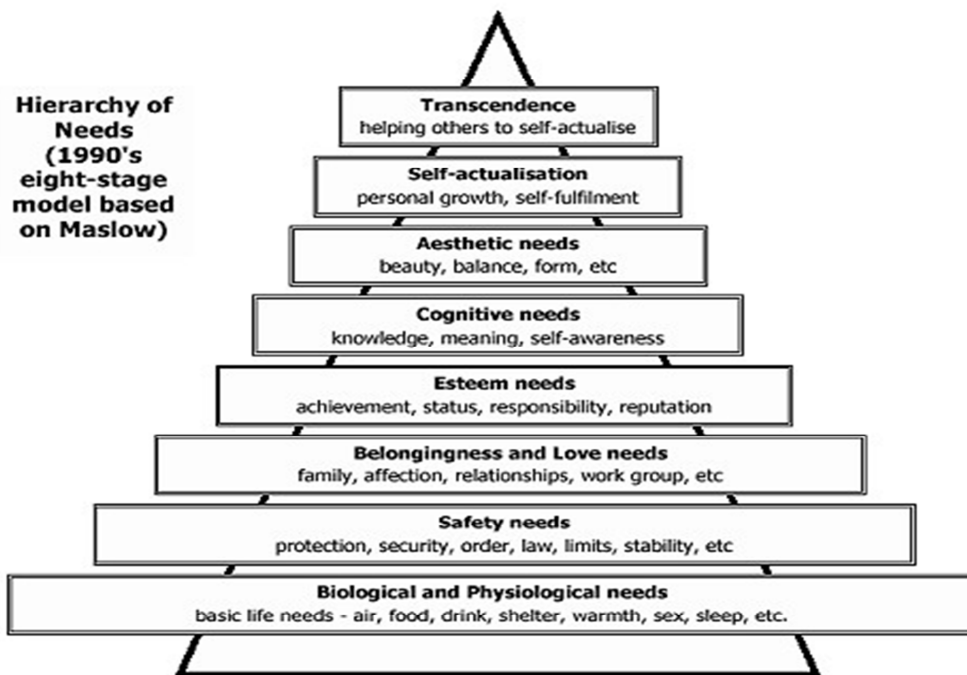 Hierarchy of
Needs
(1990's
eight-stage
model based
on Maslow)
Transcendence
helping others to self-actualise
Self-actualisation
personal growth, self-fulfilment
Aesthetic needs
beauty, balance, form, etc
Cognitive needs
knowledge, meaning, self-awareness
Esteem needs
achievement, status, responsibility, reputation
Belongingness and Love needs
family, affection, relationships, work group, etc
Safety needs
protection, security, order, law, limits, stability, etc
Biological and Physiological needs
basic life needs - air, food, drink, shelter, warmth, sex, sleep, etc.